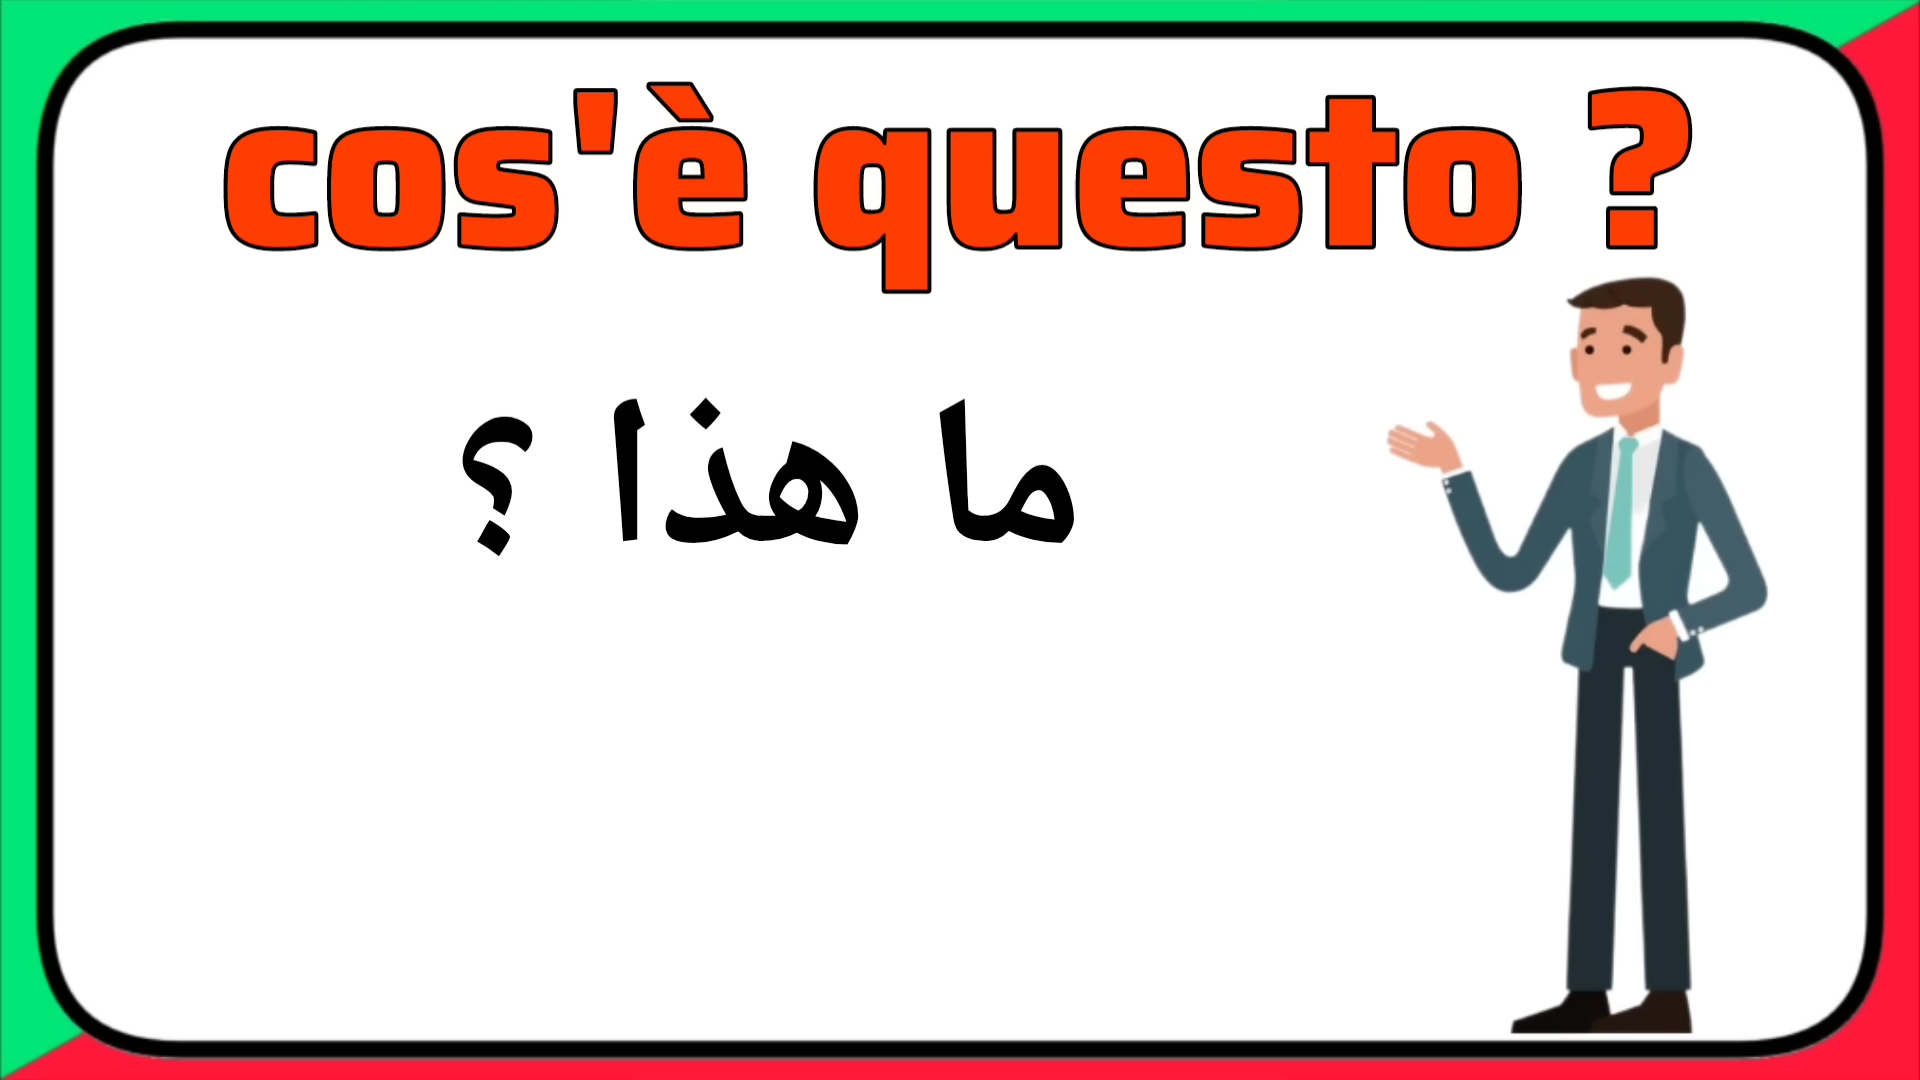 cos'è questo ?
ما هذا ؟